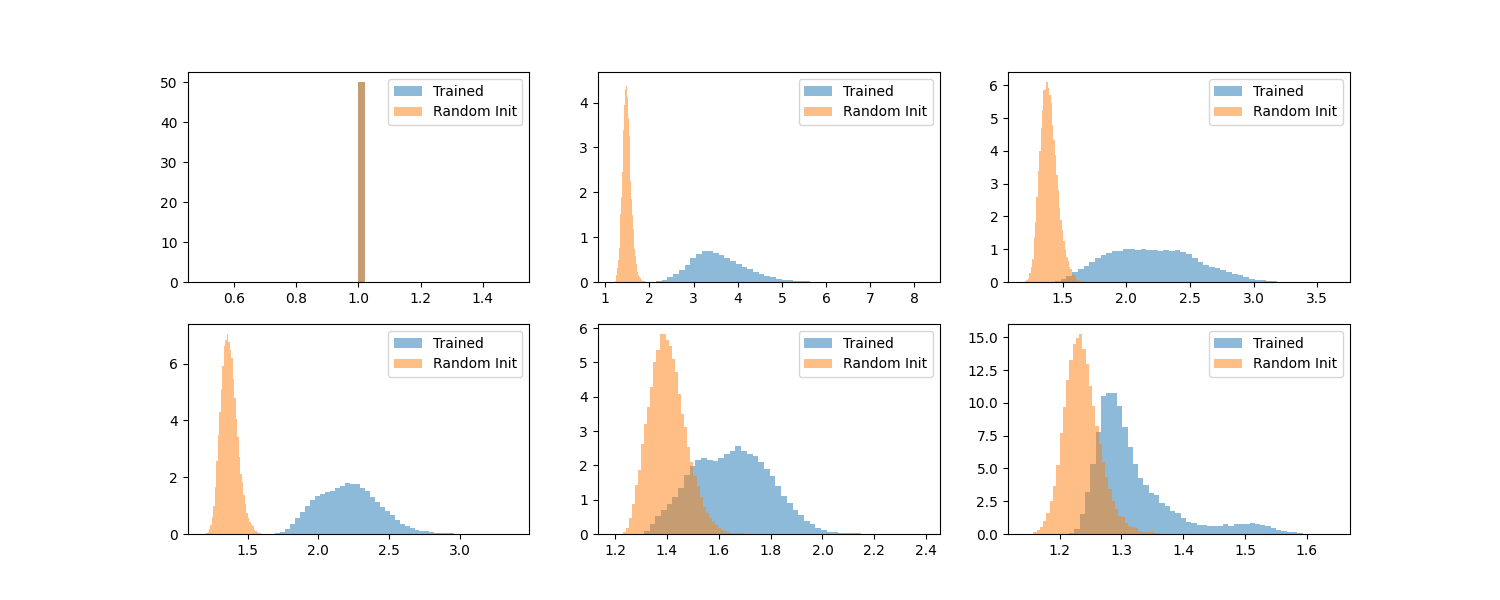 50
40
30
20
10
0
0.6 0.8 1.0 1.2 1.4
Trained
Random Init
4
3
2
1
0
1 2 3 4 5 6 7 8
Trained
Random Init
6
5
4
3
2
1
0
1.5 2.0 2.5 3.0 3.5
Trained
Random Init
6
4
2
0
1.5 2.0 2.5 3.0
Trained
Random Init
6
5
4
3
2
1
0
1.2 1.4 1.6 1.8 2.0 2.2 2.4
Trained
Random Init
15.0
12.5
10.0
7.5
5.0
2.5
0.0
1.2 1.3 1.4 1.5 1.6
Trained
Random Init